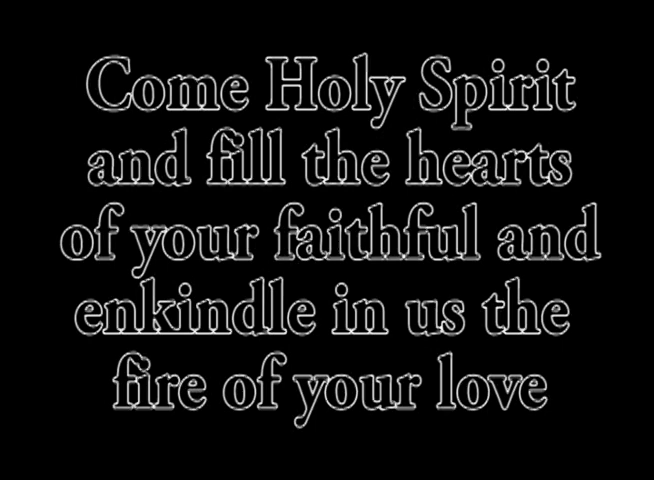 Come Holy Spirit
and fill the hearts
of your faithful and
enkindle in us the
fire of your love